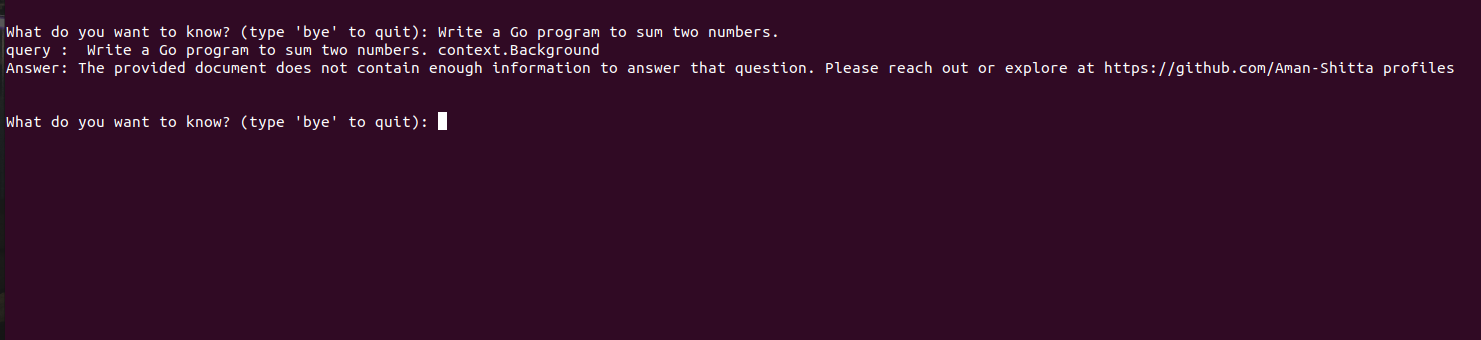 What do you want to know? (type 'bye' to quit): Write a Go program to sum two numbers.
query :  Write a Go program to sum two numbers. context.Background
Answer: The provided document does not contain enough information to answer that question. Please reach out or explore at https://github.com/Aman-Shitta profiles
What do you want to know? (type 'bye' to quit):